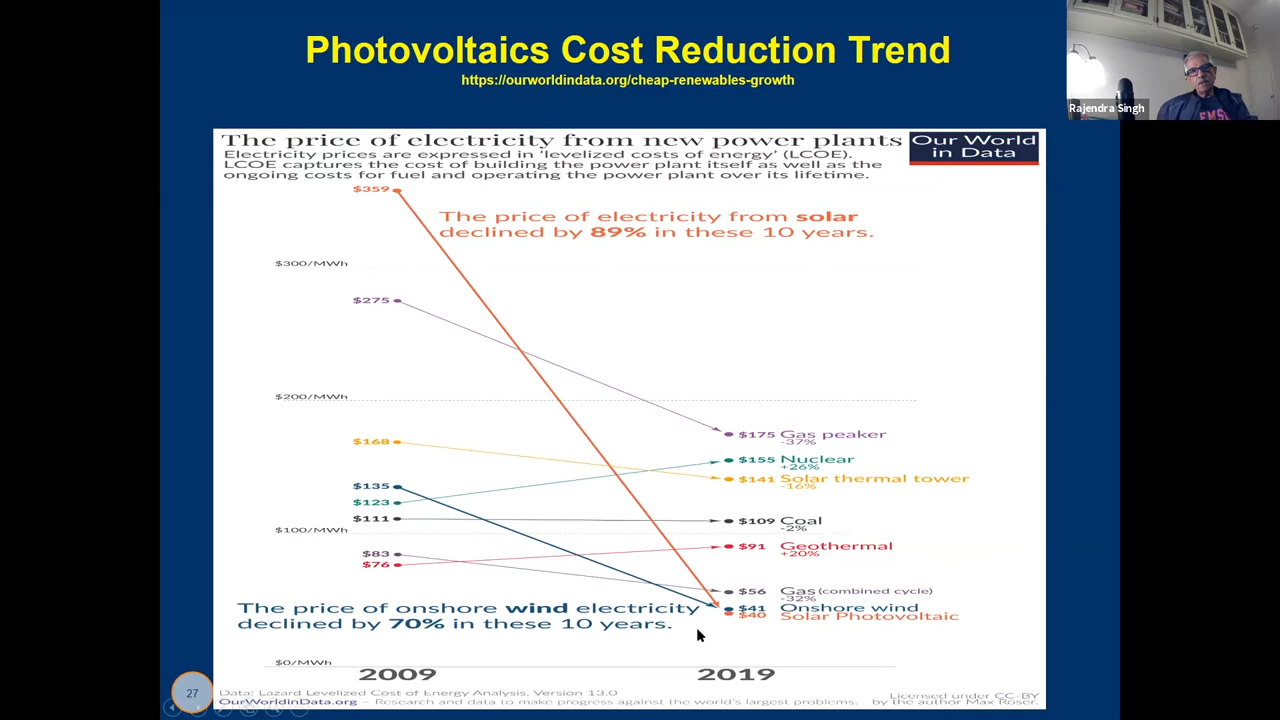 Photovoltaics Cost Reduction Trend
https://ourworldindata.org/cheap-renewables-growth
Rajendra Singh
The price of electricity from new power plants
Our World
in Data
Electricity prices are expressed in 'levelized costs of energy' (LCOE).
LCOE captures the cost of building the power plant itself as well as the
ongoing costs for fuel and operating the power plant over its lifetime.
$359
The price of electricity from solar
declined by 89% in these 10 years.
$300/MWh
$275
$200/MWh
$175 Gas peaker
-37%
$168
$155 Nuclear
+26%
$141 Solar thermal tower
-16%
$135
$123
$111
$109 Coal
-2%
$100/MWh
$91 Geothermal
+20%
$83
$76
$56 Gas (combined cycle)
-32%
$41 Onshore wind
$40 Solar Photovoltaic
The price of onshore wind electricity
declined by 70% in these 10 years.
$0/MWh
2009
2019
27
Data: Lazard Levelized Cost of Energy Analysis, Version 13.0
OurWorldinData.org – Research and data to make progress against the world's largest problems.
Licensed under CC-BY
by the author Max Roser.